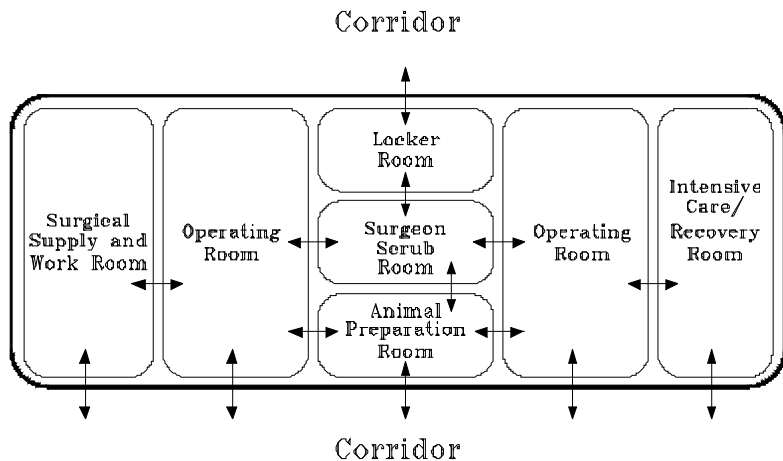 Corridor
Locker
Room
Surgical
Supply and
Work Room
Operating
Room
Surgeon
Scrub
Room
Animal
Preparation
Room
Operating
Room
Intensive
Care/
Recovery
Room
Corridor